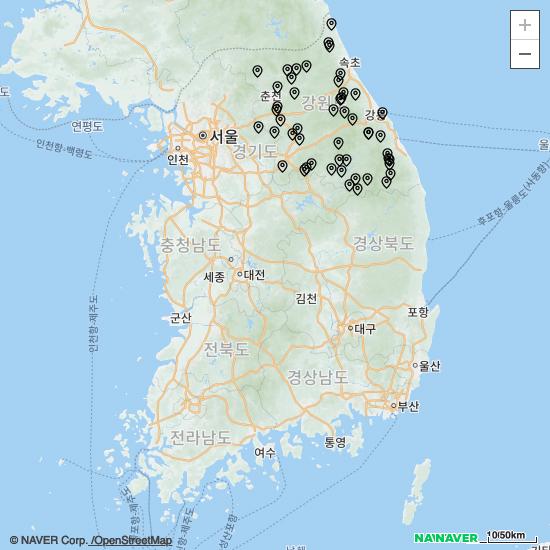 속초
춘천
강원
강릉
연평도
서울
인천
경기도
인천항-백령도
울
후포항-울릉도(사동항)
충청남도
경상북도
세종
대전
인천항-제주도
김천
군산
포항
대구
전북도
경상남도
울산
부산
전라남도
통영
여수
© NAVER Corp. /OpenStreetMap
NAVER
10/50km